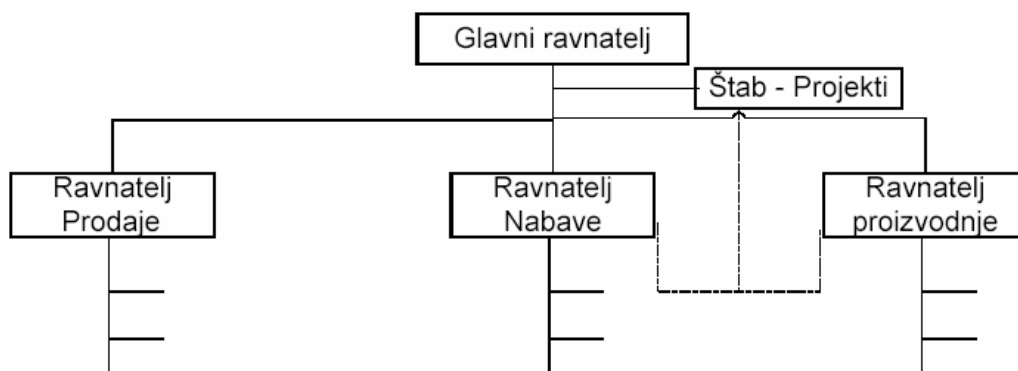 Glavni ravnatelj
Štab - Projekti
Ravnatelj
Prodaje
Ravnatelj
Nabave
Ravnatelj
proizvodnje